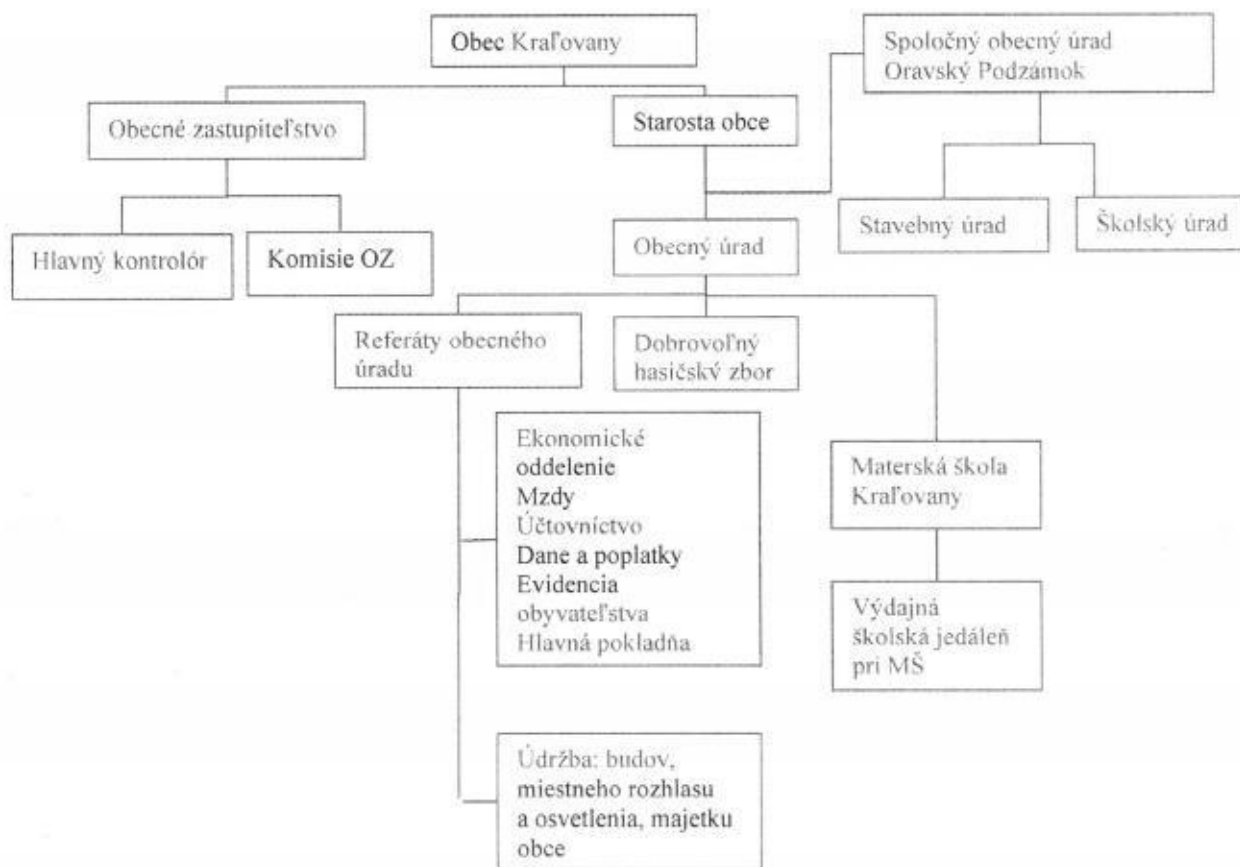 Obec Kraľovany
Spoločný obecný úrad
Oravský Podzámok
Obecné zastupiteľstvo
Starosta obce
Stavebný úrad
Školský úrad
Hlavný kontrolór
Komisie OZ
Obecný úrad
Referáty obecného
úradu
Dobrovoľný
hasičský zbor
Ekonomické
oddelenie
Mzdy
Účtovníctvo
Dane a poplatky
Evidencia
obyvateľstva
Hlavná pokladňa
Materská škola
Kraľovany
Výdajná
školská jedáleň
pri MŠ
Údržba: budov,
miestneho rozhlasu
a osvetlenia, majetku
obce